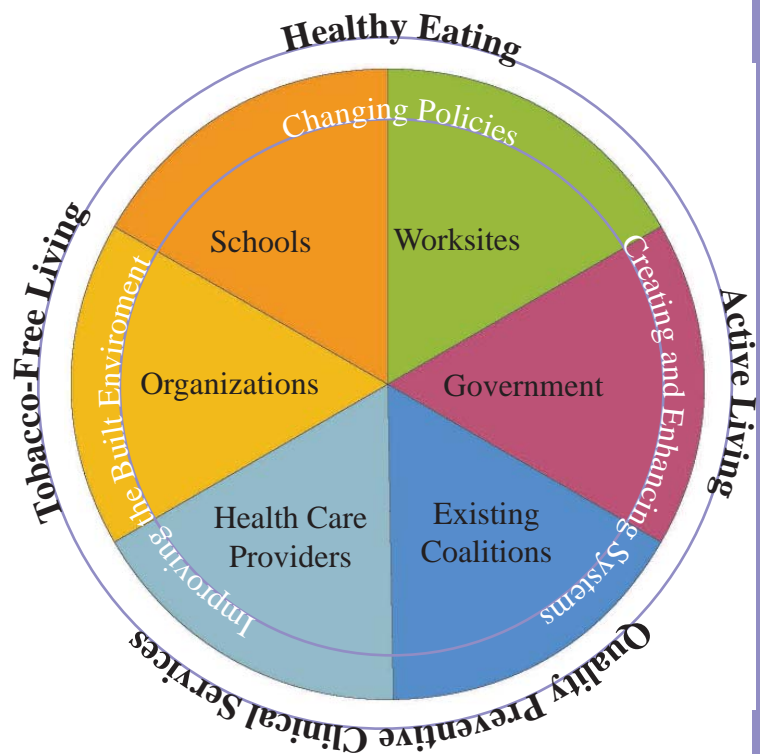 Healthy Eating
Changing Policies
Schools
Worksites
Tobacco-Free Living
Improving the Built Enviroment
Creating and Enhancing Systems
Active Living
Organizations
Government
Health Care
Providers
Existing
Coalitions
Quality Preventive Clinical Services